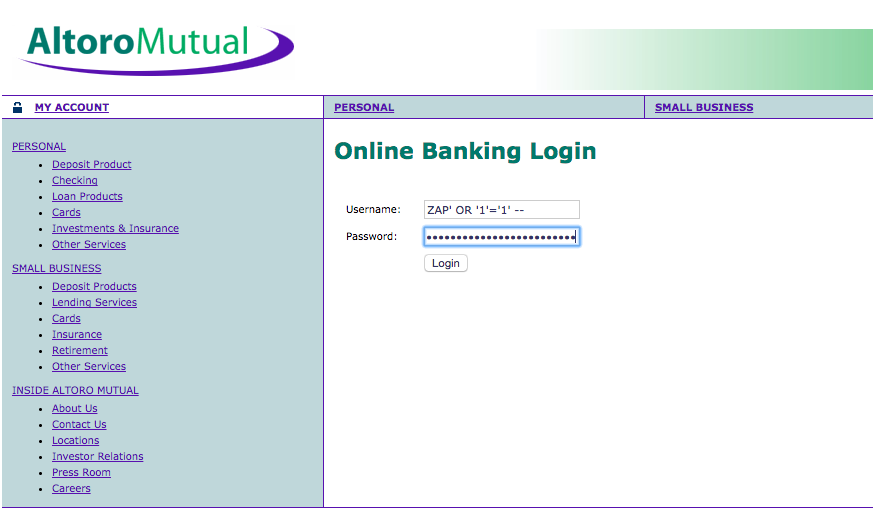 AltoroMutual
MY ACCOUNT
PERSONAL
SMALL BUSINESS
PERSONAL
Deposit Product
Checking
Loan Products
Cards
Investments & Insurance
Other Services
SMALL BUSINESS
Deposit Products
Lending Services
Cards
Insurance
Retirement
Other Services
INSIDE ALTORO MUTUAL
About Us
Contact Us
Locations
Investor Relations
Press Room
Careers
Online Banking Login
Username: ZAP' OR '1'='1' --
Password: •••••••••••••••••••••••••
Login